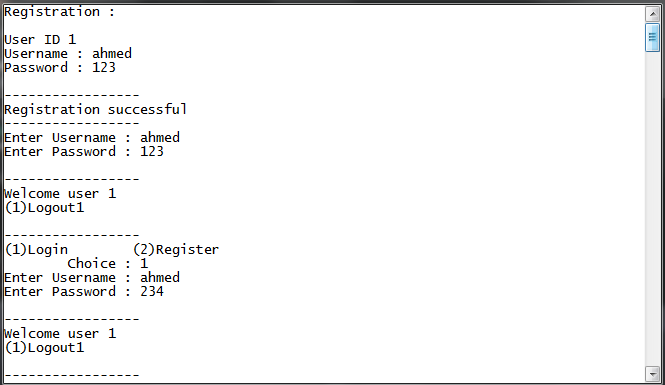 Registration :
User ID 1
Username : ahmed
Password : 123
-----------------
Registration successful
-----------------
Enter Username : ahmed
Enter Password : 123
-----------------
Welcome user 1
(1)Logout1
-----------------
(1)Login        (2)Register
        Choice : 1
Enter Username : ahmed
Enter Password : 234
-----------------
Welcome user 1
(1)Logout1
-----------------